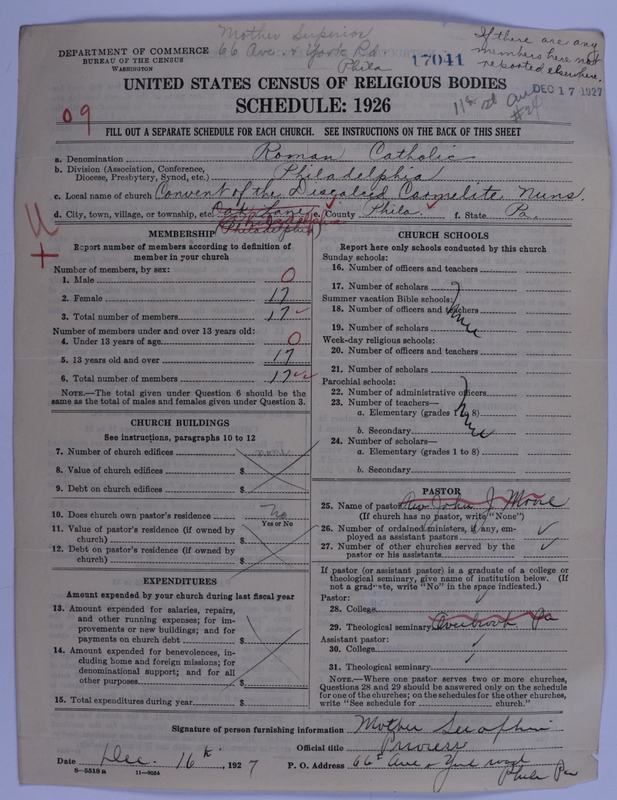 Mother Superior
66 Ave & York Rd
Phila
17041
If there are any
members here not
reported elsewhere.
DEC 17 1927
#24
DEPARTMENT OF COMMERCE
BUREAU OF THE CENSUS
WASHINGTON
UNITED STATES CENSUS OF RELIGIOUS BODIES
SCHEDULE: 1926
09
FILL OUT A SEPARATE SCHEDULE FOR EACH CHURCH. SEE INSTRUCTIONS ON THE BACK OF THIS SHEET
a. Denomination Roman Catholic
b. Division (Association, Conference, Diocese, Presbytery, Synod, etc.) Philadelphia
c. Local name of church Convent of the Discalced Carmelite Nuns.
d. City, town, village, or township, etc. Oak Lane e. County Phila. f. State Pa.
Philadelphia
Philadelphia
MEMBERSHIP
Report number of members according to definition of
member in your church
Number of members, by sex:
1. Male 0
2. Female 17
3. Total number of members 17
Number of members under and over 13 years old:
4. Under 13 years of age 0
5. 13 years old and over 17
6. Total number of members 17
NOTE.—The total given under Question 6 should be
same as the total of males and females given under Question 3.
CHURCH BUILDINGS
See instructions, paragraphs 10 to 12
7. Number of church edifices none
8. Value of church edifices $
9. Debt on church edifices $
10. Does church own pastor's residence No
Yes or No
11. Value of pastor's residence (if owned by
church) $
12. Debt on pastor's residence (if owned by
church) $
EXPENDITURES
Amount expended by your church during last fiscal year
13. Amount expended for salaries, repairs,
and other running expenses; for im-
provements or new buildings; and for
payments on church debt $
14. Amount expended for benevolences, in-
cluding home and foreign missions; for
denominational support; and for all
other purposes $
15. Total expenditures during year $
CHURCH SCHOOLS
Report here only schools conducted by this church
Sunday schools:
16. Number of officers and teachers
17. Number of scholars
Summer vacation Bible schools:
18. Number of officers and teachers
19. Number of scholars
None
Week-day religious schools:
20. Number of officers and teachers
21. Number of scholars
Parochial schools:
22. Number of administrative officers
23. Number of teachers—
a. Elementary (grades 1 to 8)
b. Secondary
None
24. Number of scholars—
a. Elementary (grades 1 to 8)
b. Secondary
PASTOR
25. Name of pastor Rev John J. Mone
(If church has no pastor, write "None")
26. Number of ordained ministers, if any, em-
ployed as assistant pastors
27. Number of other churches served by the
pastor or his assistants
If pastor (or assistant pastor) is a graduate of a college or
theological seminary, give name of institution below. (If
not a graduate, write "No" in the space indicated.)
Pastor:
28. College
29. Theological seminary Overbrook Pa
Assistant pastor:
30. College
31. Theological seminary
NOTE.—Where one pastor serves two or more churches,
Questions 28 and 29 should be answered only on the schedule
for one of the churches; on the schedules for the other churches,
write "See schedule for church."
Signature of person furnishing information Mother Seraphin
Official title Prioress
Date Dec. 16th, 1927 P. O. Address 66th Ave & York road
Phila Pa
8-5518a 11-9054